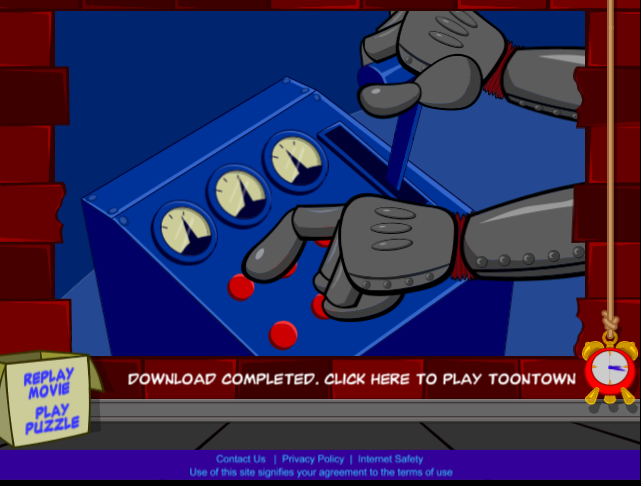 DOWNLOAD COMPLETED. CLICK HERE TO PLAY TOONTOWN
REPLAY
MOVIE
PLAY
PUZZLE
Contact Us | Privacy Policy | Internet Safety
Use of this site signifies your agreement to the terms of use